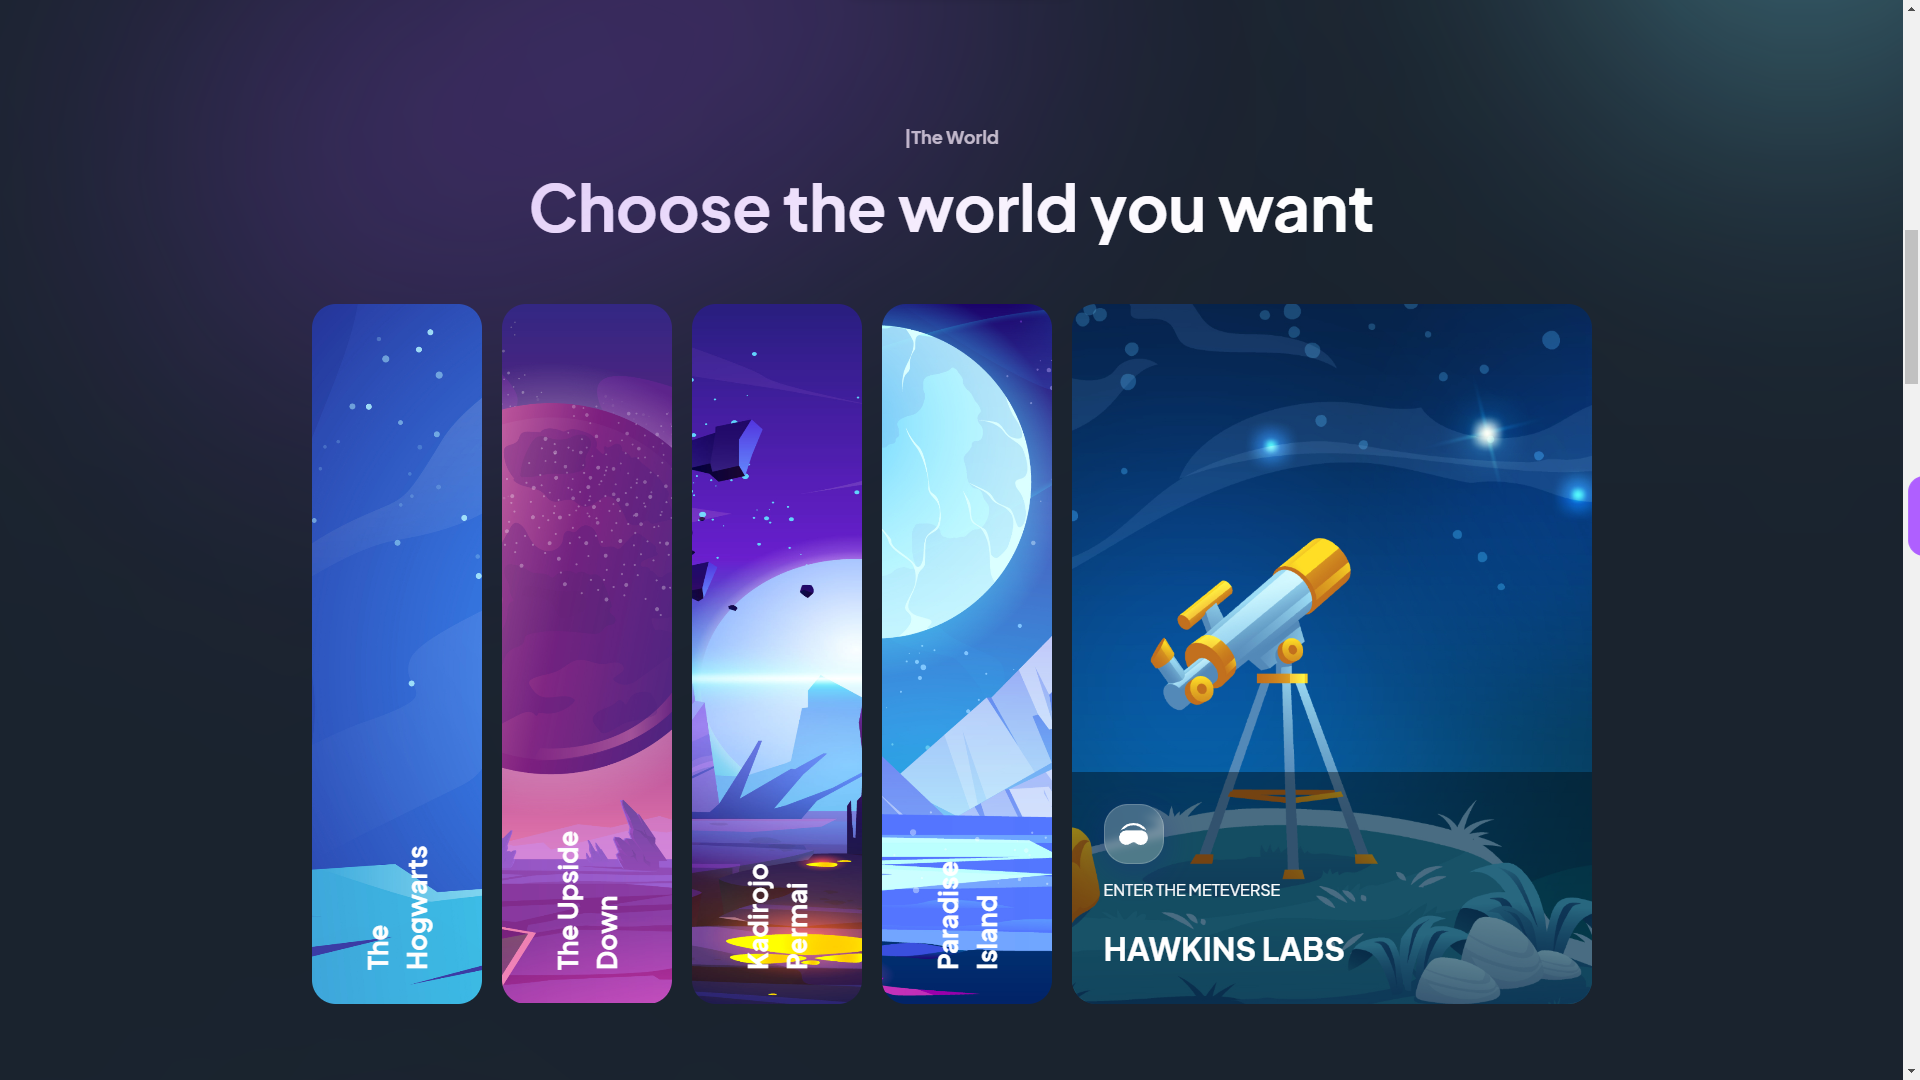 |The World
Choose the world you want
The
Hogwarts
The Upside
Down
Kadirojo
Permai
Paradise
Island
ENTER THE METEVERSE
HAWKINS LABS